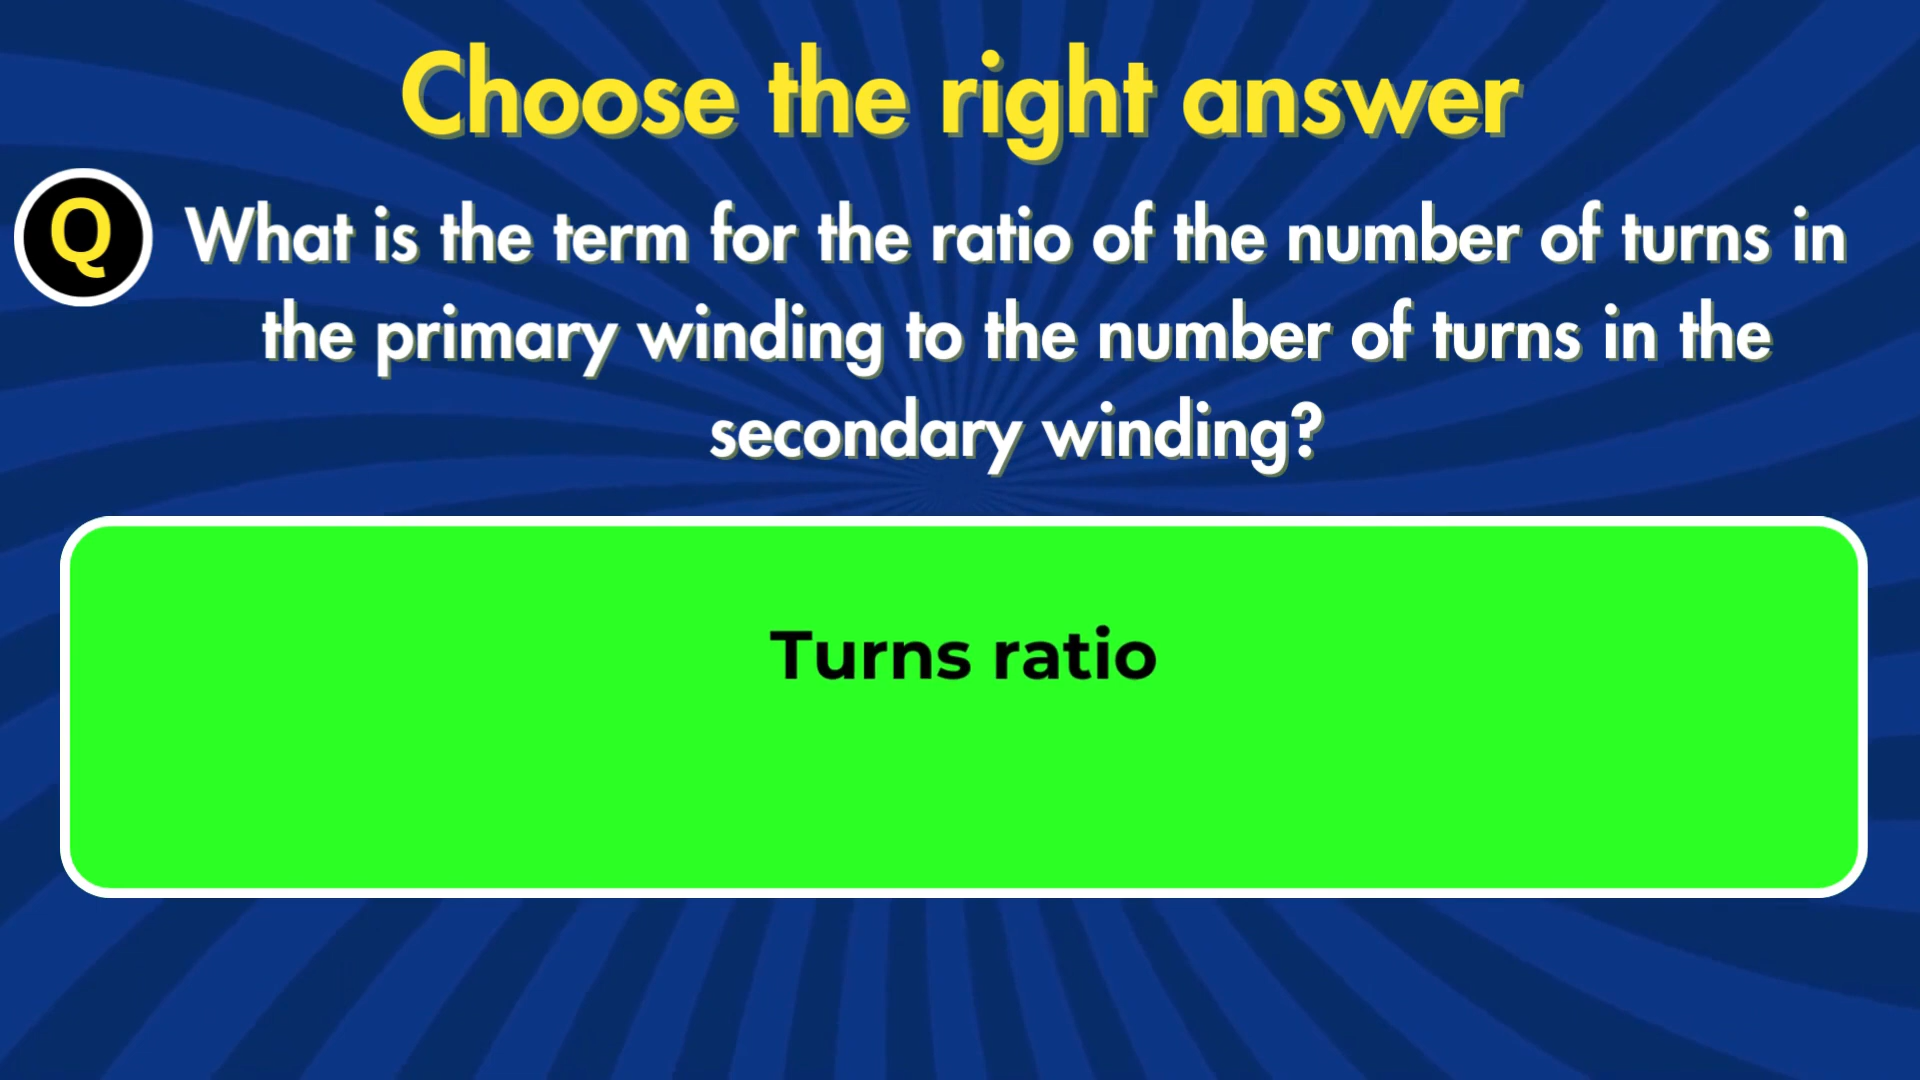 Choose the right answer
Q What is the term for the ratio of the number of turns in
the primary winding to the number of turns in the
secondary winding?
Turns ratio